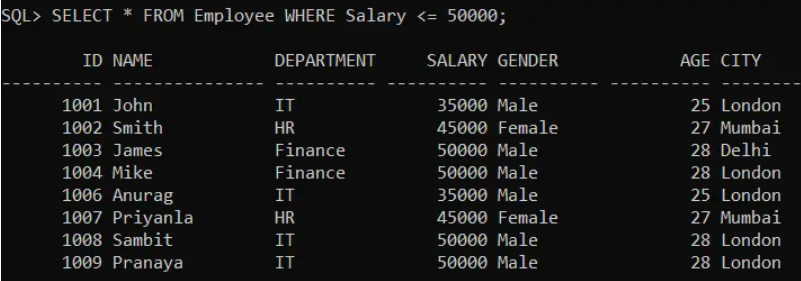 SQL> SELECT * FROM Employee WHERE Salary <= 50000;
ID NAME DEPARTMENT SALARY GENDER AGE CITY
---------- --------------- ---------- ---------- ---------- ---------- --------
1001 John IT 35000 Male 25 London
1002 Smith HR 45000 Female 27 Mumbai
1003 James Finance 50000 Male 28 Delhi
1004 Mike Finance 50000 Male 28 London
1006 Anurag IT 35000 Male 25 London
1007 Priyanla HR 45000 Female 27 Mumbai
1008 Sambit IT 50000 Male 28 London
1009 Pranaya IT 50000 Male 28 London